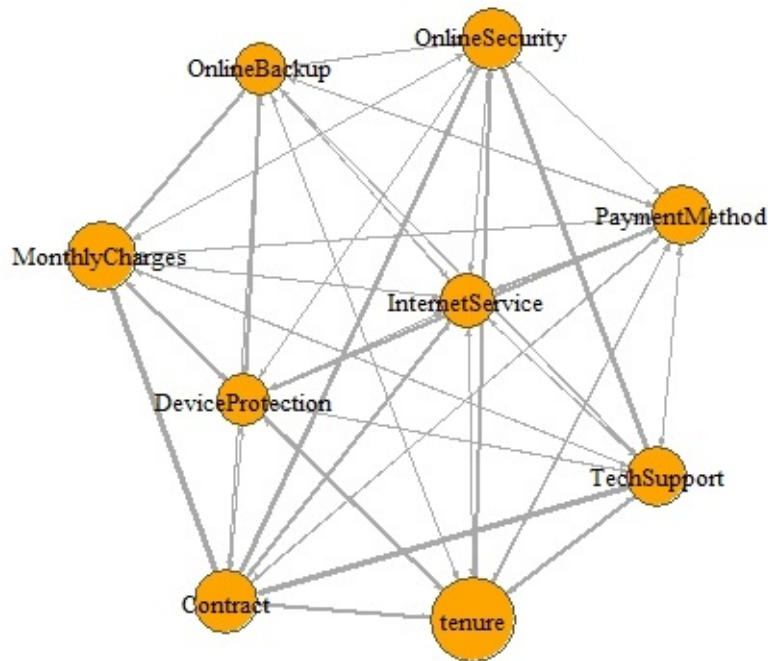 OnlineSecurity
OnlineBackup
PaymentMethod
MonthlyCharges
InternetService
DeviceProtection
TechSupport
Contract
tenure